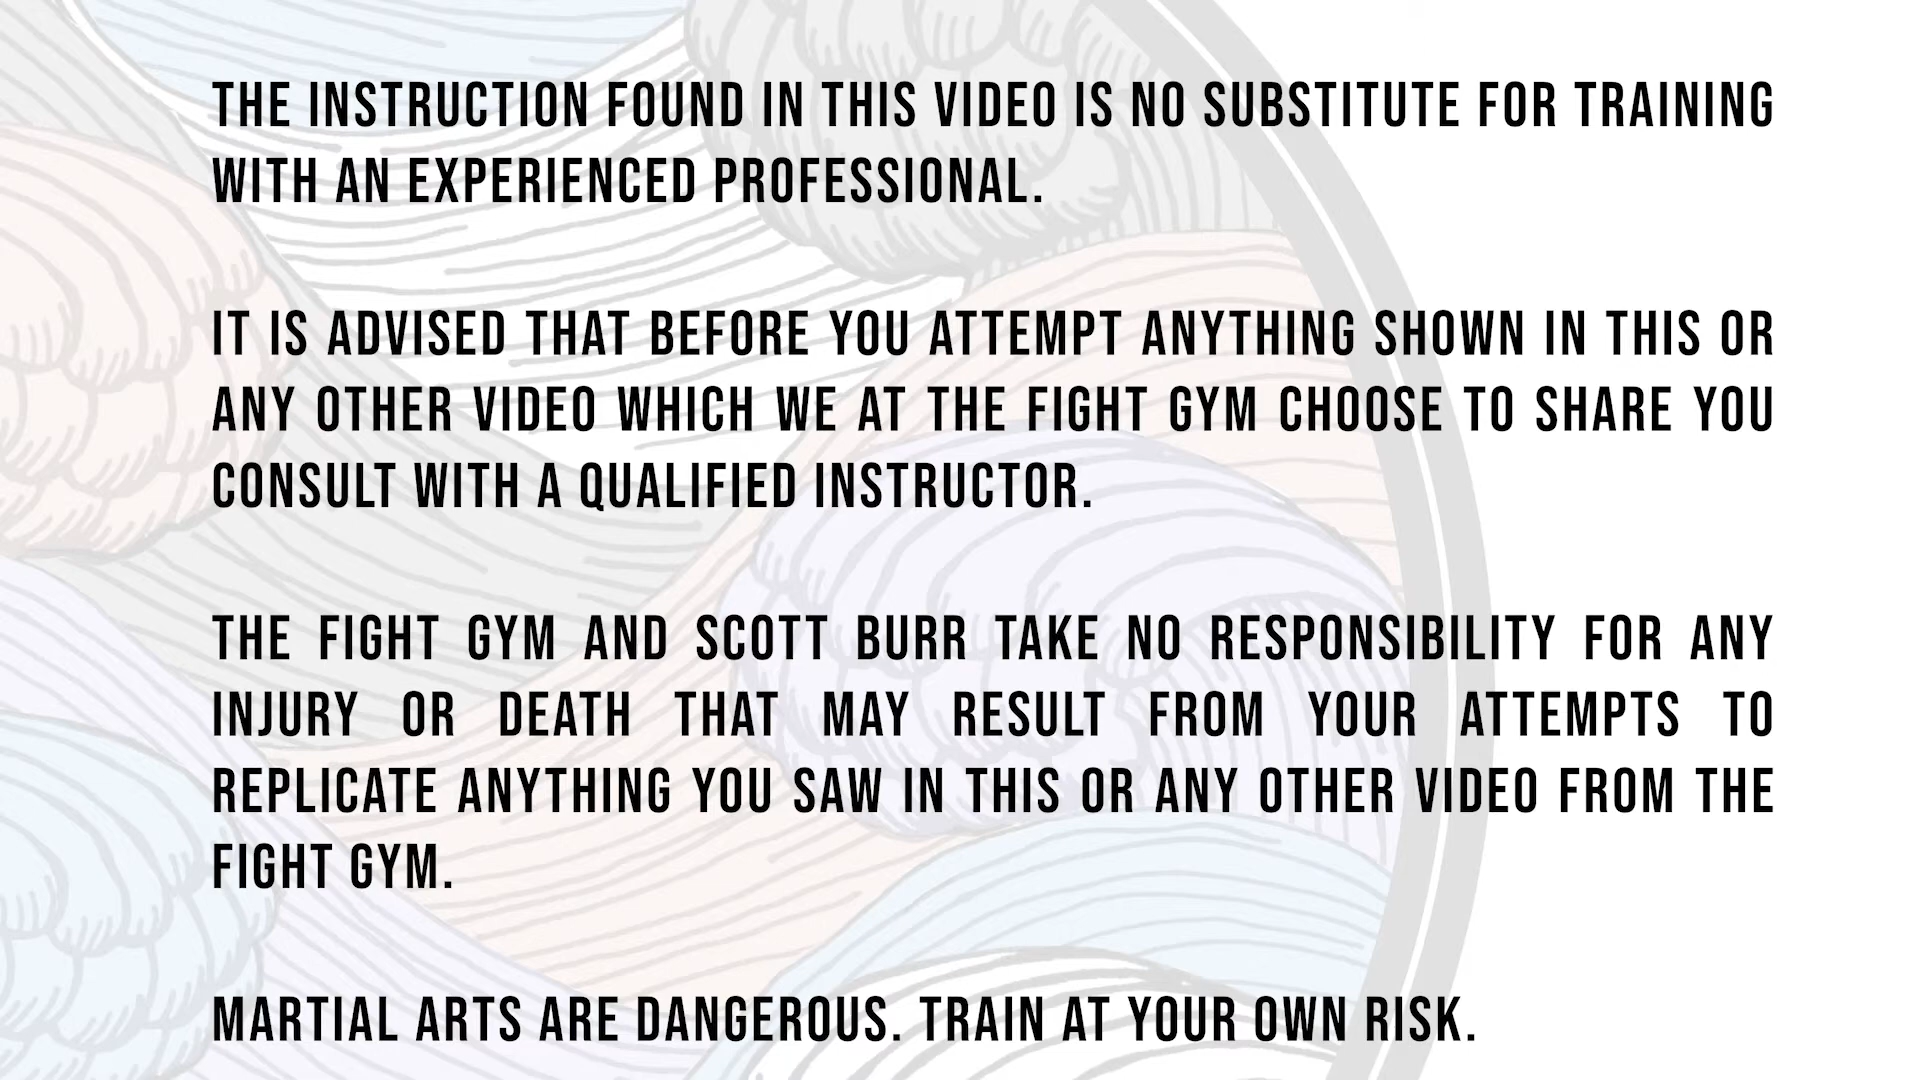 THE INSTRUCTION FOUND IN THIS VIDEO IS NO SUBSTITUTE FOR TRAINING
WITH AN EXPERIENCED PROFESSIONAL.
IT IS ADVISED THAT BEFORE YOU ATTEMPT ANYTHING SHOWN IN THIS OR
ANY OTHER VIDEO WHICH WE AT THE FIGHT GYM CHOOSE TO SHARE YOU
CONSULT WITH A QUALIFIED INSTRUCTOR.
THE FIGHT GYM AND SCOTT BURR TAKE NO RESPONSIBILITY FOR ANY
INJURY OR DEATH THAT MAY RESULT FROM YOUR ATTEMPTS TO
REPLICATE ANYTHING YOU SAW IN THIS OR ANY OTHER VIDEO FROM THE
FIGHT GYM.
MARTIAL ARTS ARE DANGEROUS. TRAIN AT YOUR OWN RISK.